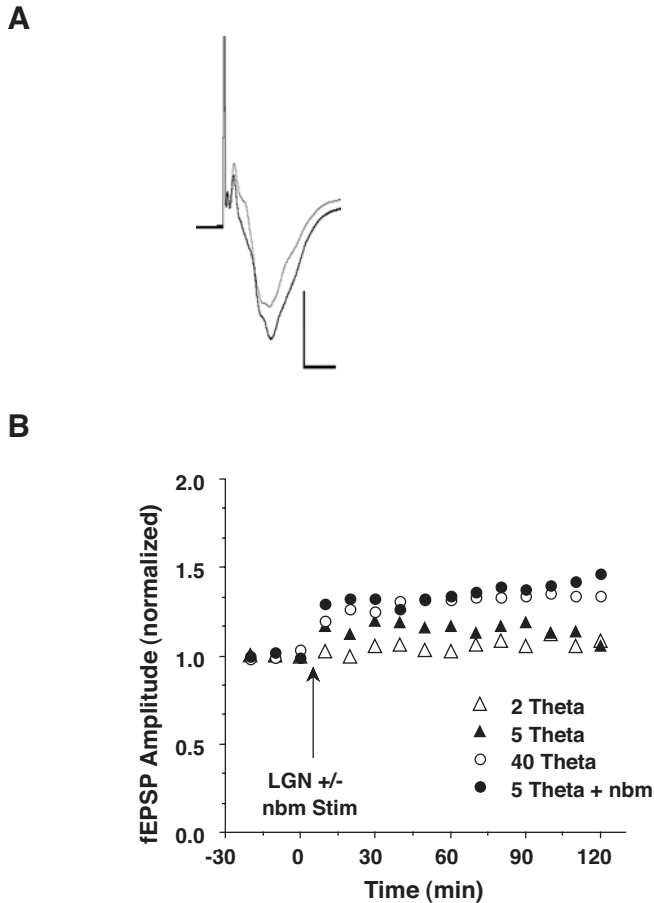 A
B
2.0
1.5
1.0
0.5
0.0
fEPSP Amplitude (normalized)
LGN +/-
nbm Stim
2 Theta
5 Theta
40 Theta
5 Theta + nbm
-30
0
30
60
90
120
Time (min)